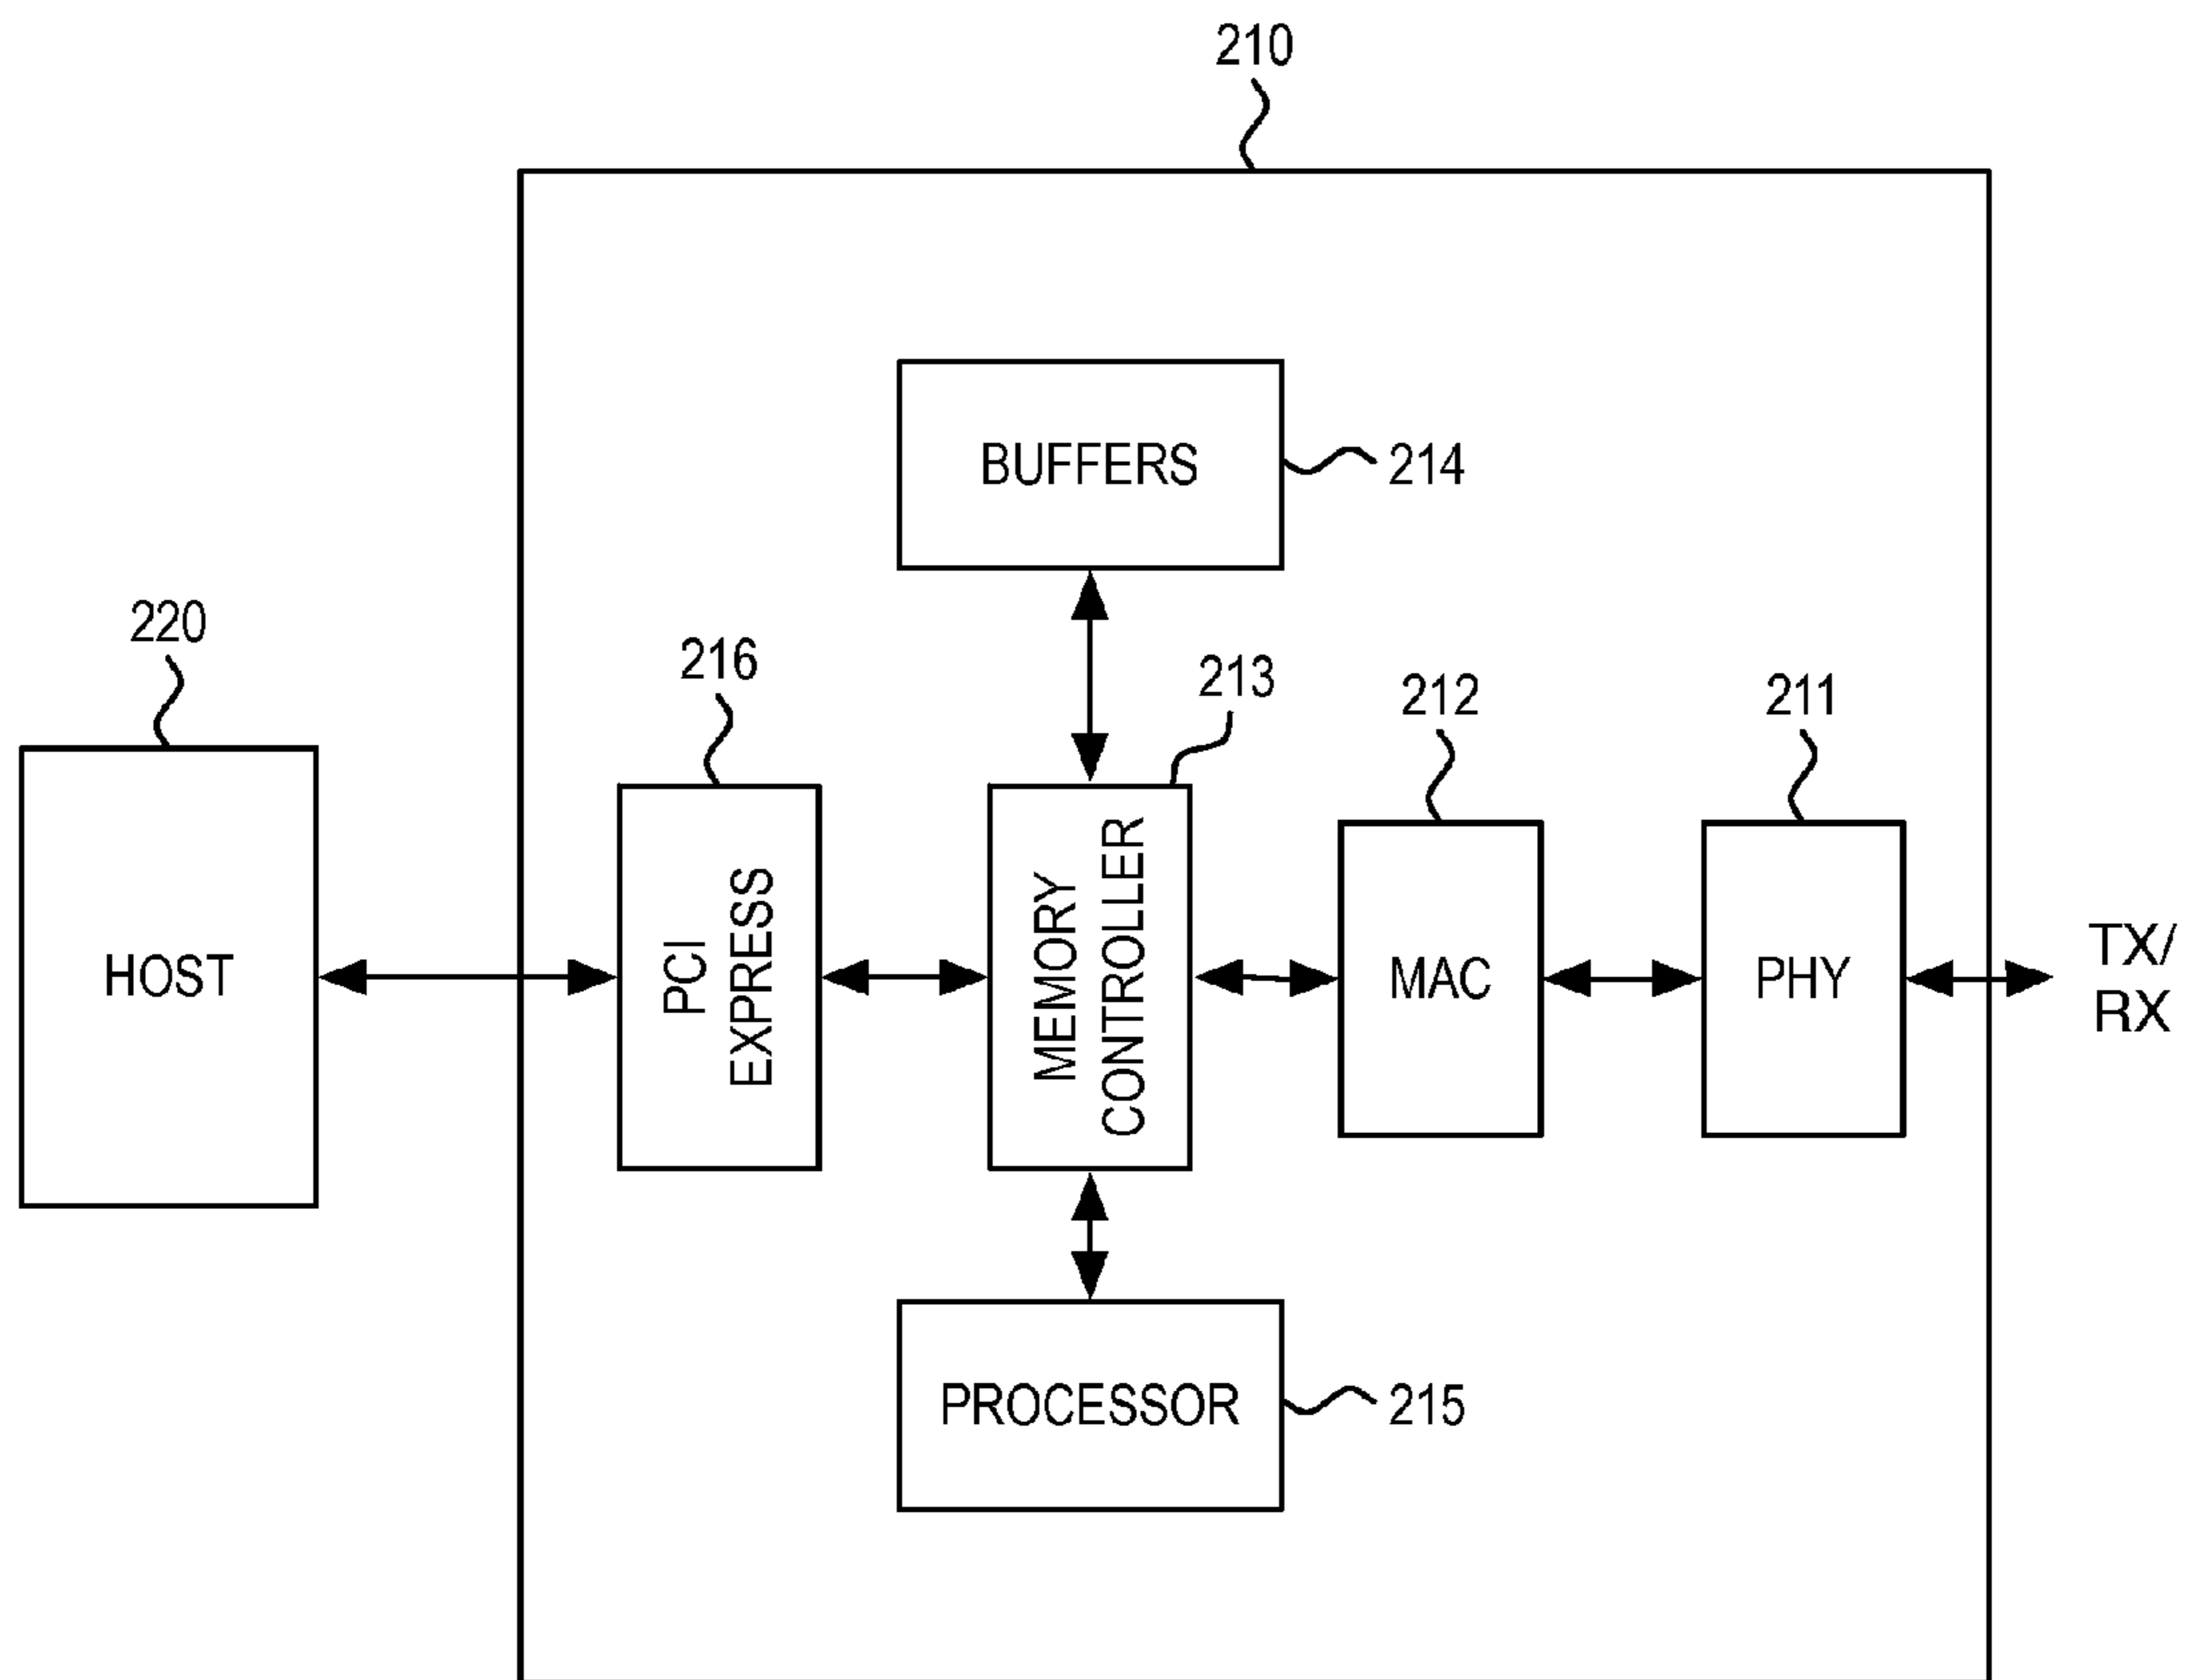 210
BUFFERS
214
220
216
213
212
211
HOST
PCI
EXPRESS
MEMORY
CONTROLLER
MAC
PHY
TX/
RX
PROCESSOR
215